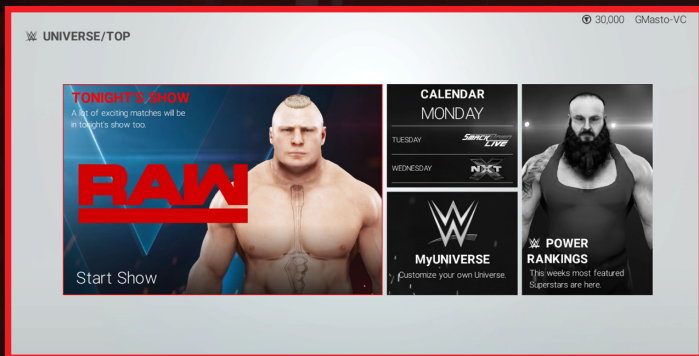 30,000 GMasto-VC
UNIVERSE/TOP
TONIGHT'S SHOW
A lot of exciting matches will be
in tonight's show too.
RAW
Start Show
CALENDAR
MONDAY
TUESDAY SMACKDOWN LIVE
WEDNESDAY NXT
MyUNIVERSE
Customize your own Universe.
POWER
RANKINGS
This weeks most featured
Superstars are here.